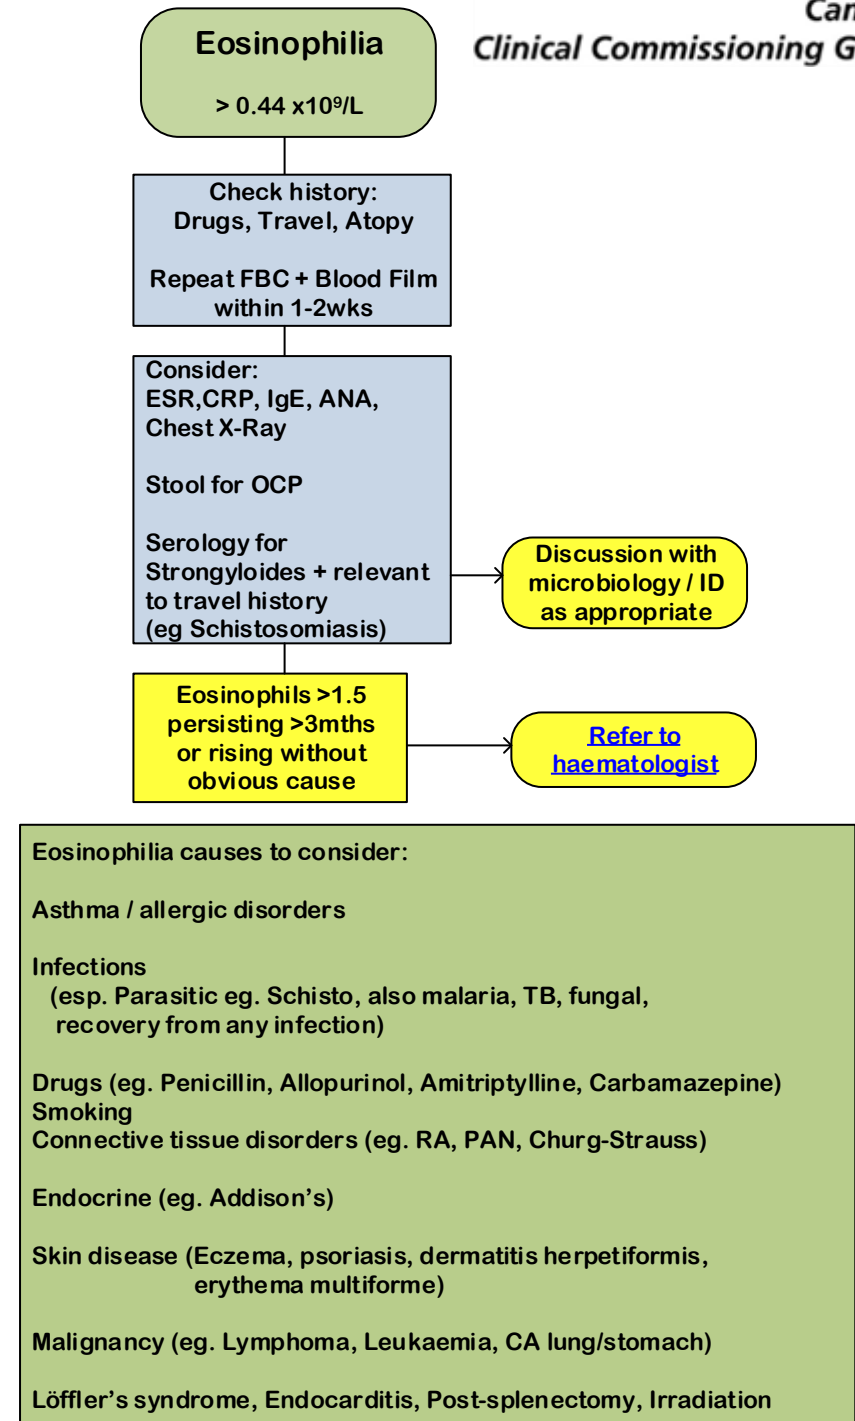 Eosinophilia
> 0.44 x10⁹/L
Clinical Commissioning
Check history:
Drugs, Travel, Atopy
Repeat FBC + Blood Film
within 1-2wks
Consider:
ESR,CRP, IgE, ANA,
Chest X-Ray
Stool for OCP
Serology for
Strongyloides + relevant
to travel history
(eg Schistosomiasis)
Discussion with
microbiology / ID
as appropriate
Eosinophils >1.5
persisting >3mths
or rising without
obvious cause
Refer to
haematologist
Eosinophilia causes to consider:
Asthma / allergic disorders
Infections
(esp. Parasitic eg. Schisto, also malaria, TB, fungal,
recovery from any infection)
Drugs (eg. Penicillin, Allopurinol, Amitriptylline, Carbamazepine)
Smoking
Connective tissue disorders (eg. RA, PAN, Churg-Strauss)
Endocrine (eg. Addison's)
Skin disease (Eczema, psoriasis, dermatitis herpetiformis,
erythema multiforme)
Malignancy (eg. Lymphoma, Leukaemia, CA lung/stomach)
Löffler's syndrome, Endocarditis, Post-splenectomy, Irradiation